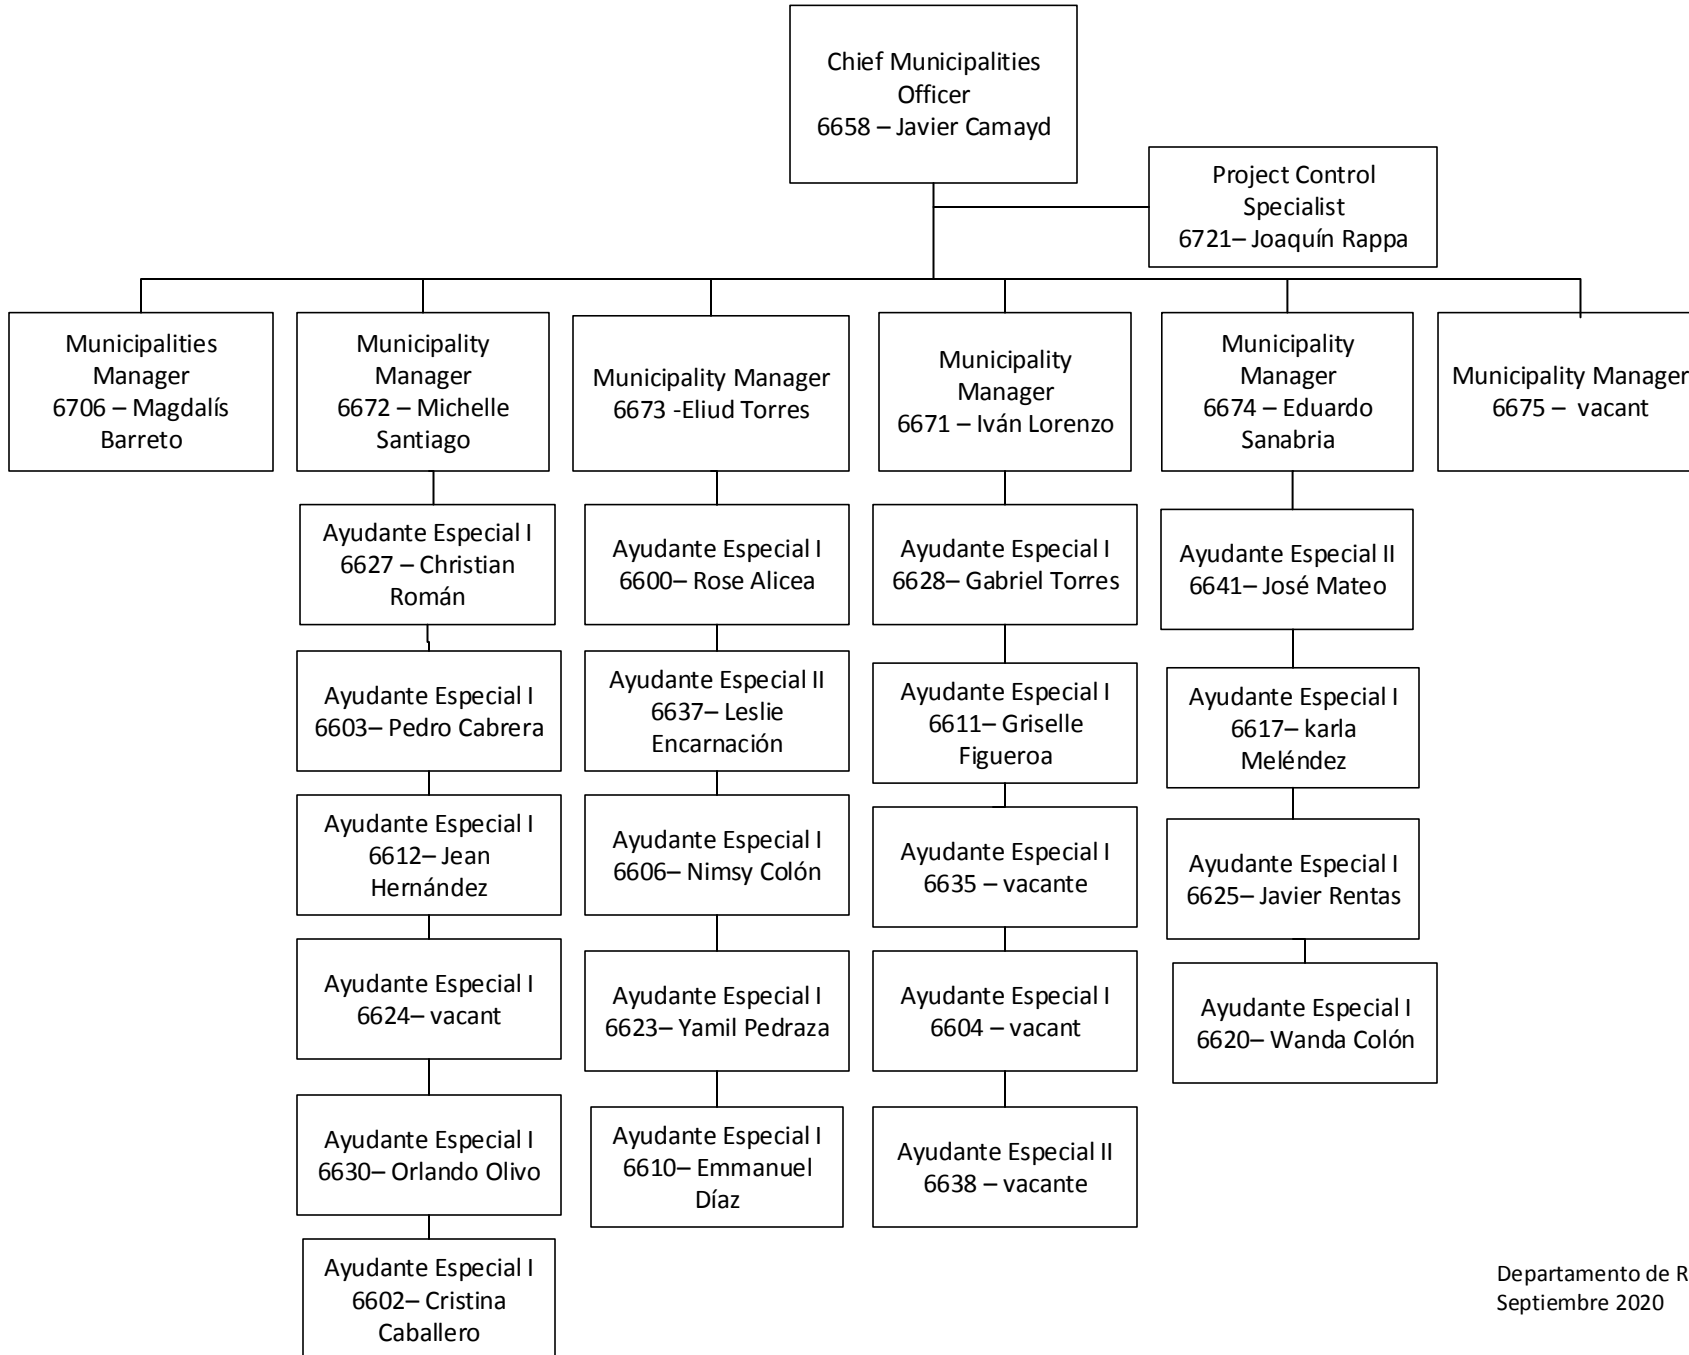 Chief Municipalities
Officer
6658 – Javier Camayd
Project Control
Specialist
6721– Joaquín Rappa
Municipalities
Manager
6706 – Magdalís
Barreto
Municipality
Manager
6672 – Michelle
Santiago
Municipality Manager
6673 -Eliud Torres
Municipality
Manager
6671 – Iván Lorenzo
Municipality
Manager
6674 – Eduardo
Sanabria
Municipality Manager
6675 – vacant
Ayudante Especial I
6627 – Christian
Román
Ayudante Especial I
6603– Pedro Cabrera
Ayudante Especial I
6612– Jean
Hernández
Ayudante Especial I
6624– vacant
Ayudante Especial I
6630– Orlando Olivo
Ayudante Especial I
6602– Cristina
Caballero
Ayudante Especial I
6600– Rose Alicea
Ayudante Especial II
6637– Leslie
Encarnación
Ayudante Especial I
6606– Nimsy Colón
Ayudante Especial I
6623– Yamil Pedraza
Ayudante Especial I
6610– Emmanuel
Díaz
Ayudante Especial I
6628– Gabriel Torres
Ayudante Especial I
6611– Griselle
Figueroa
Ayudante Especial I
6635 – vacante
Ayudante Especial I
6604 – vacant
Ayudante Especial II
6638 – vacante
Ayudante Especial II
6641– José Mateo
Ayudante Especial I
6617– karla
Meléndez
Ayudante Especial I
6625– Javier Rentas
Ayudante Especial I
6620– Wanda Colón
Departamento de R
Septiembre 2020